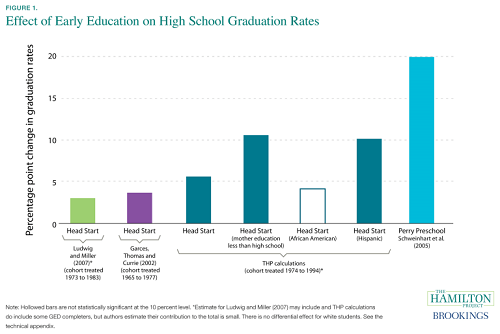 FIGURE 1.
Effect of Early Education on High School Graduation Rates
Percentage point change in graduation rates
20
15
10
5
0
Head Start
Ludwig
and Miller
(2007)*
(cohort treated
1973 to 1983)
Head Start
Garces,
Thomas and
Currie (2002)
(cohort treated
1965 to 1977)
Head Start
Head Start
(mother education
less than high school)
Head Start
(African American)
Head Start
(Hispanic)
THP calculations
(cohort treated 1974 to 1994)*
Perry Preschool
Schweinhart et al.
(2005)
Note: Hollowed bars are not statistically significant at the 10 percent level. *Estimate for Ludwig and Miller (2007) may include and THP calculations
do include some GED completers, but authors estimate their contribution to the total is small. There is no differential effect for white students. See the
technical appendix.
THE
HAMILTON
PROJECT
BROOKINGS